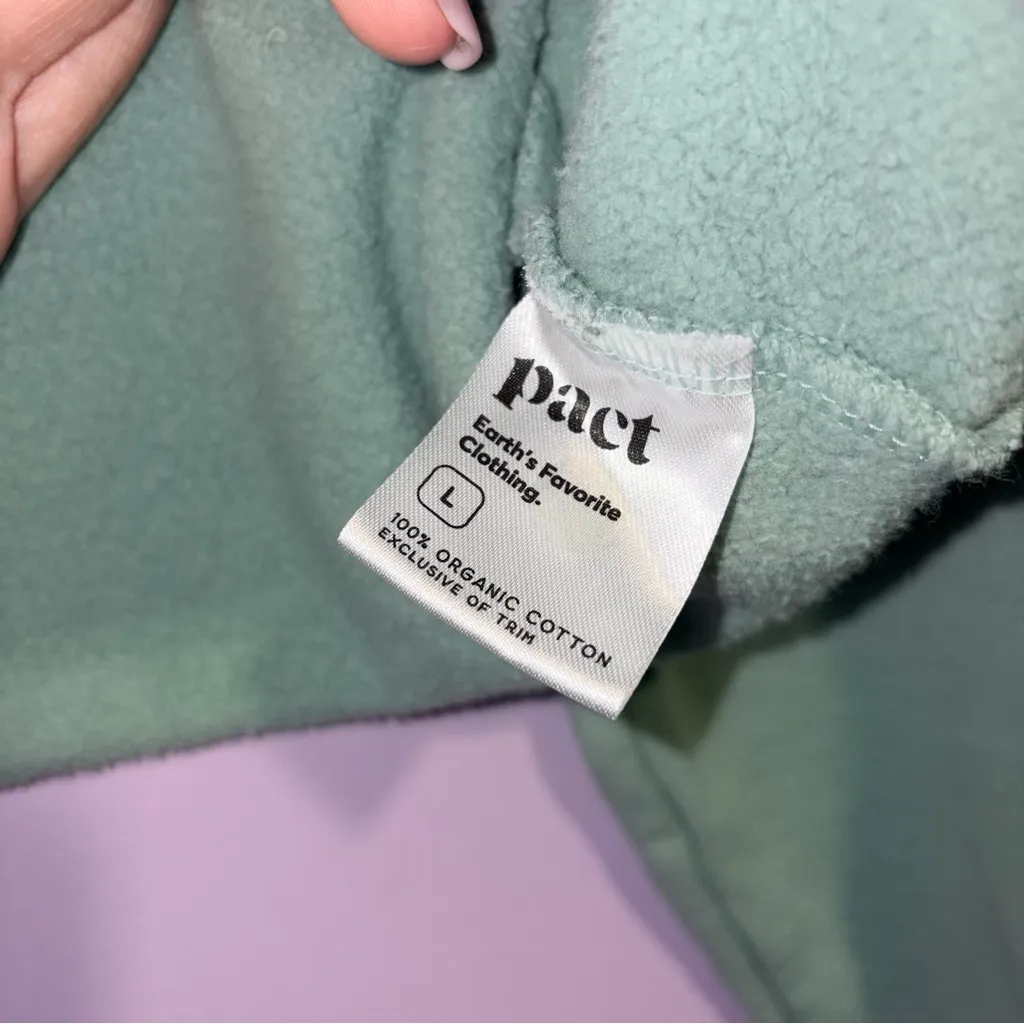 pact
Earth's Favorite
Clothing.
L
100% ORGANIC COTTON
EXCLUSIVE OF TRIM